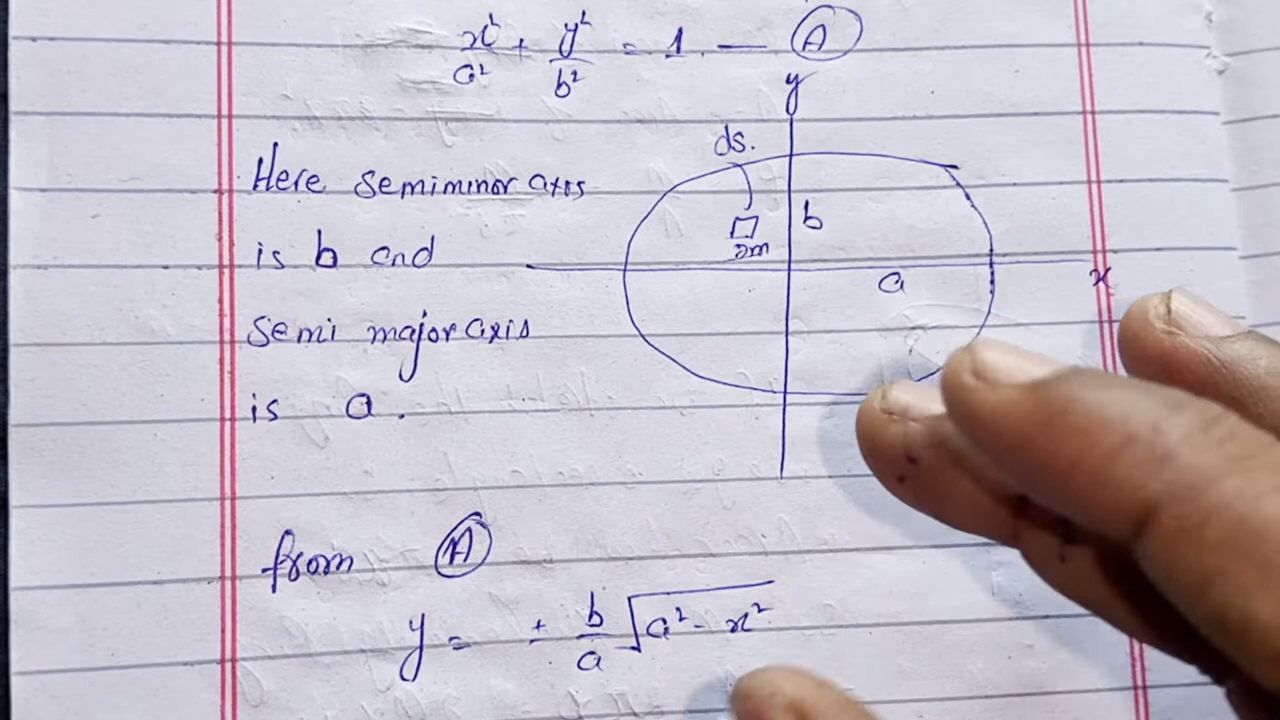 x²/a² + y²/b² = 1 — Ⓐ
y
ds.
Here semiminor axis
b
is b and
a
x
semi major axis
is a.
from Ⓐ
y = ± b/a √a² - x²